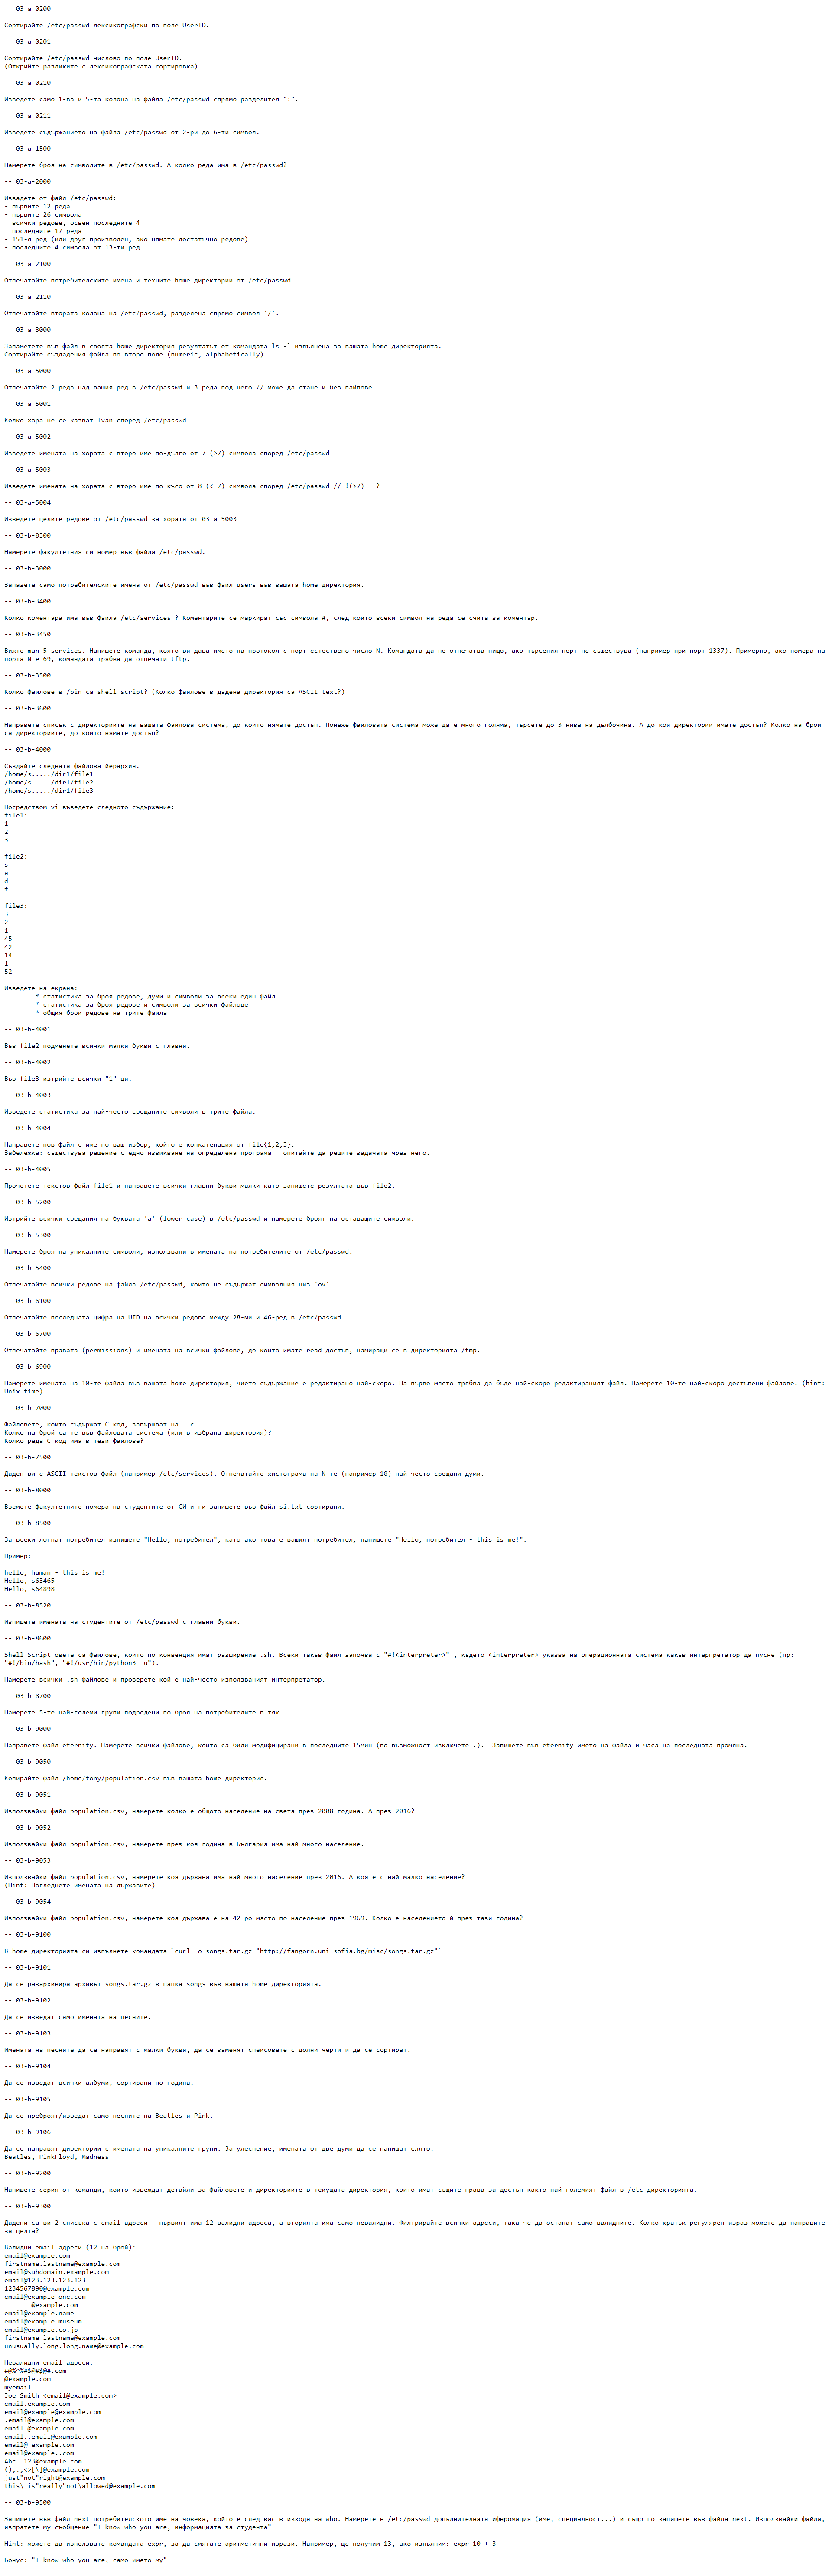 -- 03-a-0200
Сортирайте /etc/passwd лексикографски по поле UserID.
-- 03-a-0201
Сортирайте /etc/passwd числово по поле UserID.
(Открийте разликите с лексикографската сортировка)
-- 03-a-0210
Изведете само 1-ва и 5-та колона на файла /etc/passwd спрямо разделител ":".
-- 03-a-0211
Изведете съдържанието на файла /etc/passwd от 2-ри до 6-ти символ.
-- 03-a-1500
Намерете броя на символите в /etc/passwd. А колко реда има в /etc/passwd?
-- 03-a-2000
Извадете от файл /etc/passwd:
- първите 12 реда
- първите 26 символа
- всички редове, освен последните 4
- последните 17 реда
- 151-я ред (или друг произволен, ако нямате достатъчно редове)
- последните 4 символа от 13-ти ред
-- 03-a-2100
Отпечатайте потребителските имена и техните home директории от /etc/passwd.
-- 03-a-2110
Отпечатайте втората колона на /etc/passwd, разделена спрямо символ '/'.
-- 03-a-3000
Запаметете във файл в своята home директория резултатът от командата ls -l изпълнена за вашата home директорията.
Сортирайте създадения файла по второ поле (numeric, alphabetically).
-- 03-a-5000
Отпечатайте 2 реда над вашия ред в /etc/passwd и 3 реда под него // може да стане и без пайпове
-- 03-a-5001
Колко хора не се казват Ivan според /etc/passwd
-- 03-a-5002
Изведете имената на хората с второ име по-дълго от 7 (>7) символа според /etc/passwd
-- 03-a-5003
Изведете имената на хората с второ име по-късо от 8 (<=7) символа според /etc/passwd // !(>7) = ?
-- 03-a-5004
Изведете целите редове от /etc/passwd за хората от 03-a-5003
-- 03-b-0300
Намерете факултетния си номер във файлa /etc/passwd.
-- 03-b-3000
Запазете само потребителските имена от /etc/passwd във файл users във вашата home директория.
-- 03-b-3400
Колко коментара има във файла /etc/services ? Коментарите се маркират със символа #, след който всеки символ на реда се счита за коментар.
-- 03-b-3450
Вижте man 5 services. Напишете команда, която ви дава името на протокол с порт естествено число N. Командата да не отпечатва нищо, ако търсения порт не съществува (например при порт 1337). Примерно, ако номера на
порта N е 69, командата трябва да отпечати tftp.
-- 03-b-3500
Колко файлове в /bin са shell script? (Колко файлове в дадена директория са ASCII text?)
-- 03-b-3600
Направете списък с директориите на вашата файлова система, до които нямате достъп. Понеже файловата система може да е много голяма, търсете до 3 нива на дълбочина. А до кои директории имате достъп? Колко на брой
са директориите, до които нямате достъп?
-- 03-b-4000
Създайте следната файлова йерархия.
/home/s...../dir1/file1
/home/s...../dir1/file2
/home/s...../dir1/file3
Посредством vi въведете следното съдържание:
file1:
1
2
3
file2:
s
a
d
f
file3:
3
2
1
45
42
14
1
52
Изведете на екрана:
* статистика за броя редове, думи и символи за всеки един файл
* статистика за броя редове и символи за всички файлове
* общия брой редове на трите файла
-- 03-b-4001
Във file2 подменете всички малки букви с главни.
-- 03-b-4002
Във file3 изтрийте всички "1"-ци.
-- 03-b-4003
Изведете статистика за най-често срещаните символи в трите файла.
-- 03-b-4004
Направете нов файл с име по ваш избор, който е конкатенация от file{1,2,3}.
Забележка: съществува решение с едно извикване на определена програма - опитайте да решите задачата чрез него.
-- 03-b-4005
Прочетете текстов файл file1 и направете всички главни букви малки като запишете резултата във file2.
-- 03-b-5200
Изтрийте всички срещания на буквата 'a' (lower case) в /etc/passwd и намерете броят на оставащите символи.
-- 03-b-5300
Намерете броя на уникалните символи, използвани в имената на потребителите от /etc/passwd.
-- 03-b-5400
Отпечатайте всички редове на файла /etc/passwd, които не съдържат символния низ 'ov'.
-- 03-b-6100
Отпечатайте последната цифра на UID на всички редове между 28-ми и 46-ред в /etc/passwd.
-- 03-b-6700
Отпечатайте правата (permissions) и имената на всички файлове, до които имате read достъп, намиращи се в директорията /tmp.
-- 03-b-6900
Намерете имената на 10-те файла във вашата home директория, чието съдържание е редактирано най-скоро. На първо място трябва да бъде най-скоро редактираният файл. Намерете 10-те най-скоро достъпени файлове. (hint:
Unix time)
-- 03-b-7000
Файловете, които съдържат C код, завършват на `.c`.
Колко на брой са те във файловата система (или в избрана директория)?
Колко реда C код има в тези файлове?
-- 03-b-7500
Даден ви е ASCII текстов файл (например /etc/services). Отпечатайте хистограма на N-те (например 10) най-често срещани думи.
-- 03-b-8000
Вземете факултетните номера на студентите от СИ и ги запишете във файл si.txt сортирани.
-- 03-b-8500
За всеки логнат потребител изпишете "Hello, потребител", като ако това е вашият потребител, напишете "Hello, потребител - this is me!".
Пример:
hello, human - this is me!
Hello, s63465
Hello, s64898
-- 03-b-8520
Изпишете имената на студентите от /etc/passwd с главни букви.
-- 03-b-8600
Shell Script-овете са файлове, които по конвенция имат разширение .sh. Всеки такъв файл започва с "#!<interpreter>" , където <interpreter> указва на операционната система какъв интерпретатор да пусне (пр:
"#!/bin/bash", "#!/usr/bin/python3 -u").
Намерете всички .sh файлове и проверете кой е най-често използваният интерпретатор.
-- 03-b-8700
Намерете 5-те най-големи групи подредени по броя на потребителите в тях.
-- 03-b-9000
Направете файл eternity. Намерете всички файлове, които са били модифицирани в последните 15мин (по възможност изключете .).  Запишете във eternity името на файла и часa на последната промяна.
-- 03-b-9050
Копирайте файл /home/tony/population.csv във вашата home директория.
-- 03-b-9051
Използвайки файл population.csv, намерете колко е общото население на света през 2008 година. А през 2016?
-- 03-b-9052
Използвайки файл population.csv, намерете през коя година в България има най-много население.
-- 03-b-9053
Използвайки файл population.csv, намерете коя държава има най-много население през 2016. А коя е с най-малко население?
(Hint: Погледнете имената на държавите)
-- 03-b-9054
Използвайки файл population.csv, намерете коя държава е на 42-ро място по население през 1969. Колко е населението й през тази година?
-- 03-b-9100
В home директорията си изпълнете командата `curl -o songs.tar.gz "http://fangorn.uni-sofia.bg/misc/songs.tar.gz"`
-- 03-b-9101
Да се разархивира архивът songs.tar.gz в папка songs във вашата home директорията.
-- 03-b-9102
Да се изведат само имената на песните.
-- 03-b-9103
Имената на песните да се направят с малки букви, да се заменят спейсовете с долни черти и да се сортират.
-- 03-b-9104
Да се изведат всички албуми, сортирани по година.
-- 03-b-9105
Да се преброят/изведат само песните на Beatles и Pink.
-- 03-b-9106
Да се направят директории с имената на уникалните групи. За улеснение, имената от две думи да се напишат слято:
Beatles, PinkFloyd, Madness
-- 03-b-9200
Напишете серия от команди, които извеждат детайли за файловете и директориите в текущата директория, които имат същите права за достъп както най-големият файл в /etc директорията.
-- 03-b-9300
Дадени са ви 2 списъка с email адреси - първият има 12 валидни адреса, а вторията има само невалидни. Филтрирайте всички адреси, така че да останат само валидните. Колко кратък регулярен израз можете да направите
за целта?
Валидни email адреси (12 на брой):
email@example.com
firstname.lastname@example.com
email@subdomain.example.com
email@123.123.123.123
1234567890@example.com
email@example-one.com
_______@example.com
email@example.name
email@example.museum
email@example.co.jp
firstname-lastname@example.com
unusually.long.long.name@example.com
Невалидни email адреси:
#@%^%#$@#$@#.com
@example.com
myemail
Joe Smith <email@example.com>
email.example.com
email@example@example.com
.email@example.com
email.@example.com
email..email@example.com
email@-example.com
email@example..com
Abc..123@example.com
(),:;<>[\]@example.com
just"not"right@example.com
this\ is"really"not\allowed@example.com
-- 03-b-9500
Запишете във файл next потребителското име на човека, който е след вас в изхода на who. Намерете в /etc/passwd допълнителната ифнромация (име, специалност...) и също го запишете във файла next. Използвайки файла,
изпратете му съобщение "I know who you are, информацията за студента"
Hint: можете да използвате командата expr, за да смятате аритметични изрази. Например, ще получим 13, ако изпълним: expr 10 + 3
Бонус: "I know who you are, само името му"